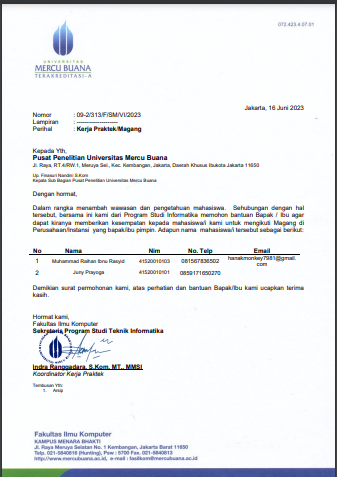 072.423.4.07.01
UNIVERSITAS
MERCU BUANA
TERAKREDITASI-A
Jakarta, 16 Juni 2023
Nomor : 09-2/313/F/SM/VI/2023
Lampiran : --------------------
Perihal : Kerja Praktek/Magang
Kepada Yth,
Pusat Penelitian Universitas Mercu Buana
Jl. Raya, RT.4/RW.1, Meruya Sel., Kec. Kembangan, Jakarta, Daerah Khusus Ibukota Jakarta 11650
Up. Finasuri Nandini S.Kom
Kepala Sub Bagian Pusat Penelitian Universitas Mercu Buana
Dengan hormat,
Dalam rangka menambah wawasan dan pengetahuan mahasiswa. Sehubungan dengan hal
tersebut, bersama ini kami dari Program Studi Informatika memohon bantuan Bapak / Ibu agar
dapat kiranya memberikan kesempatan kepada mahasiswa/i kami untuk mengikuti Magang di
Perusahaan/Instansi yang bapak/ibu pimpin. Adapun nama mahasiswa/i tersebut sebagai berikut:
No Nama Nim No. Telp Email
1 Muhammad Raihan Ibnu Rasyid 41520010103 081567836502 hanakmonkey7981@gmail.
com
2 Juny Prayoga 41520010101 0859171650270
Demikian surat permohonan kami, atas perhatian dan bantuan Bapak/Ibu kami ucapkan terima
kasih.
Hormat kami,
Fakultas Ilmu Komputer
Sekretaris Program Studi Teknik Informatika
Indra Ranggadara, S.Kom, MT., MMSI
Koordinator Kerja Praktek
Tembusan Yth:
1. Arsip
Fakultas Ilmu Komputer
KAMPUS MENARA BHAKTI
Jl. Raya Meruya Selatan No. 1 Kembangan, Jakarta Barat 11650
Telp. 021-5840816 (Hunting), Psw : 5700 Fax. 021-5840813
http://www.mercubuana.ac.id, e-mail : fasilkom@mercubuana.ac.id